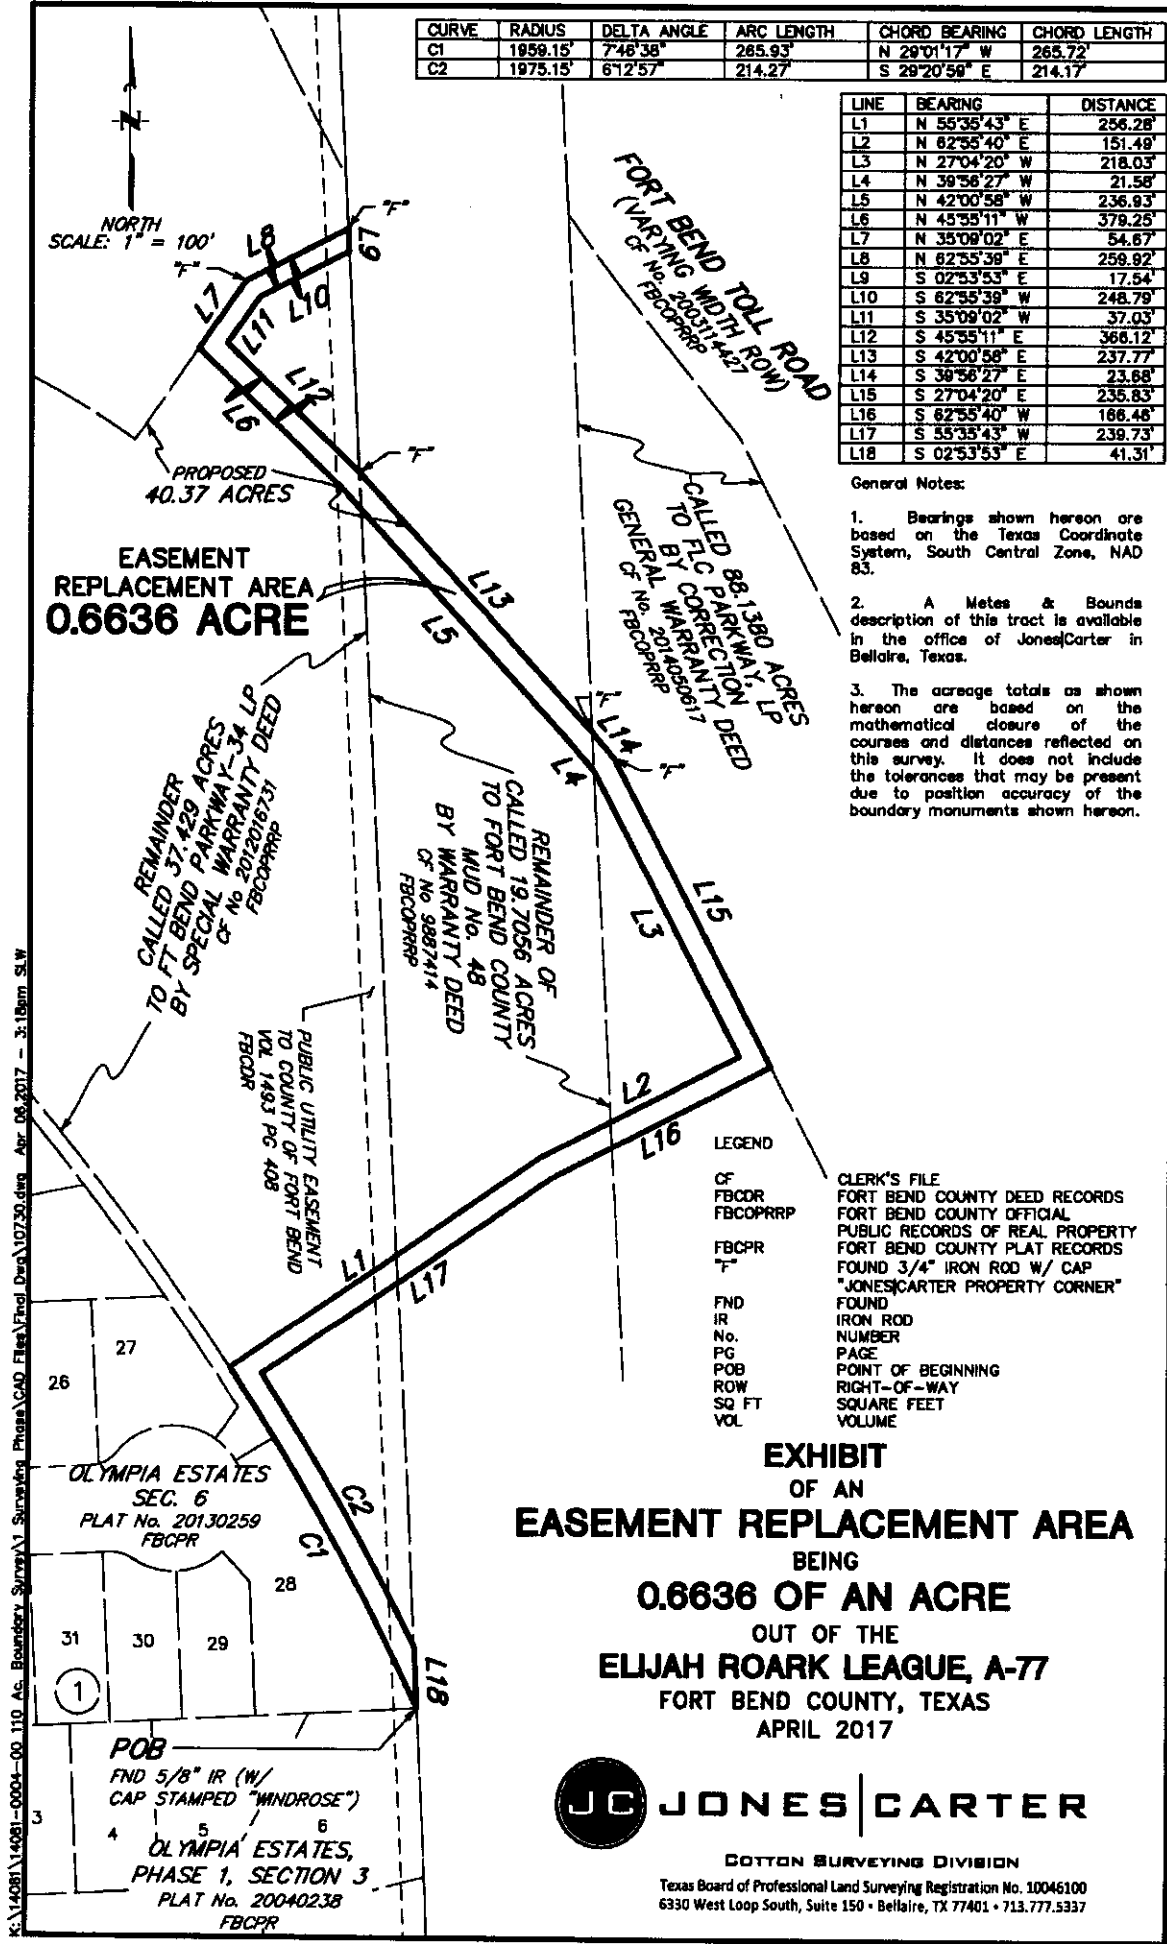 CURVE RADIUS DELTA ANGLE ARC LENGTH CHORD BEARING CHORD LENGTH
C1 1959.15' 7°46'38" 265.93' N 29°01'17" W 265.72'
C2 1975.15' 6°12'57" 214.27' S 29°20'59" E 214.17'
LINE BEARING DISTANCE
L1 N 55°35'43" E 256.28'
L2 N 62°55'40" E 151.49'
L3 N 27°04'20" W 218.03'
L4 N 39°56'27" W 21.58'
L5 N 42°00'58" W 236.93'
L6 N 45°55'11" W 379.25'
L7 N 35°09'02" E 54.67'
L8 N 62°55'39" E 259.92'
L9 S 02°53'53" E 17.54'
L10 S 62°55'39" W 248.79'
L11 S 35°09'02" W 37.03'
L12 S 45°55'11" E 366.12'
L13 S 42°00'58" E 237.77'
L14 S 39°56'27" E 23.68'
L15 S 27°04'20" E 235.83'
L16 S 62°55'40" W 166.46'
L17 S 55°35'43" W 239.73'
L18 S 02°53'53" E 41.31'
General Notes:
1. Bearings shown hereon are
based on the Texas Coordinate
System, South Central Zone, NAD
83.
2. A Metes & Bounds
description of this tract is available
in the office of Jones|Carter in
Bellaire, Texas.
3. The acreage totals as shown
hereon are based on the
mathematical closure of the
courses and distances reflected on
this survey. It does not include
the tolerances that may be present
due to position accuracy of the
boundary monuments shown hereon.
N
NORTH
SCALE: 1" = 100'
"F"
"F"
L8
L9
L7
L10
L11
L12
L6
"F"
FORT BEND TOLL ROAD
(VARYING WIDTH ROW)
CF No. 2003114427
FBCOPRRP
PROPOSED
40.37 ACRES
EASEMENT
REPLACEMENT AREA
0.6636 ACRE
L13
L5
CALLED 88.1380 ACRES
TO FLC PARKWAY, LP
BY CORRECTION
GENERAL WARRANTY DEED
CF No. 2014050617
FBCOPRRP
"F"
L14
"F"
L4
REMAINDER
CALLED 37.429 ACRES
TO FT BEND PARKWAY-34 LP
BY SPECIAL WARRANTY DEED
CF No 2012016731
FBCOPRRP
REMAINDER OF
CALLED 19.7056 ACRES
TO FORT BEND COUNTY
MUD No. 48
BY WARRANTY DEED
CF No 9887414
FBCOPRRP
L15
L3
PUBLIC UTILITY EASEMENT
TO COUNTY OF FORT BEND
VOL 1493 PG 408
FBCDR
L2
L16
L1
L17
LEGEND
CF CLERK'S FILE
FBCDR FORT BEND COUNTY DEED RECORDS
FBCOPRRP FORT BEND COUNTY OFFICIAL
PUBLIC RECORDS OF REAL PROPERTY
FBCPR FORT BEND COUNTY PLAT RECORDS
"F" FOUND 3/4" IRON ROD W/ CAP
"JONES|CARTER PROPERTY CORNER"
FND FOUND
IR IRON ROD
No. NUMBER
PG PAGE
POB POINT OF BEGINNING
ROW RIGHT-OF-WAY
SQ FT SQUARE FEET
VOL VOLUME
27
26
OLYMPIA ESTATES
SEC. 6
PLAT No. 20130259
FBCPR
C2
C1
28
31
30
29
1
L18
POB
FND 5/8" IR (W/
CAP STAMPED "WINDROSE")
3
4
5
6
OLYMPIA ESTATES,
PHASE 1, SECTION 3
PLAT No. 20040238
FBCPR
EXHIBIT
OF AN
EASEMENT REPLACEMENT AREA
BEING
0.6636 OF AN ACRE
OUT OF THE
ELIJAH ROARK LEAGUE, A-77
FORT BEND COUNTY, TEXAS
APRIL 2017
JC JONES|CARTER
COTTON SURVEYING DIVISION
Texas Board of Professional Land Surveying Registration No. 10046100
6330 West Loop South, Suite 150 • Bellaire, TX 77401 • 713.777.5337
K:\14081\14081-0004-00 110 Ac. Boundary Survey\1 Surveying Phase\CAD Files\Final Dwg\10730.dwg Apr 06,2017 - 3:18pm SLW